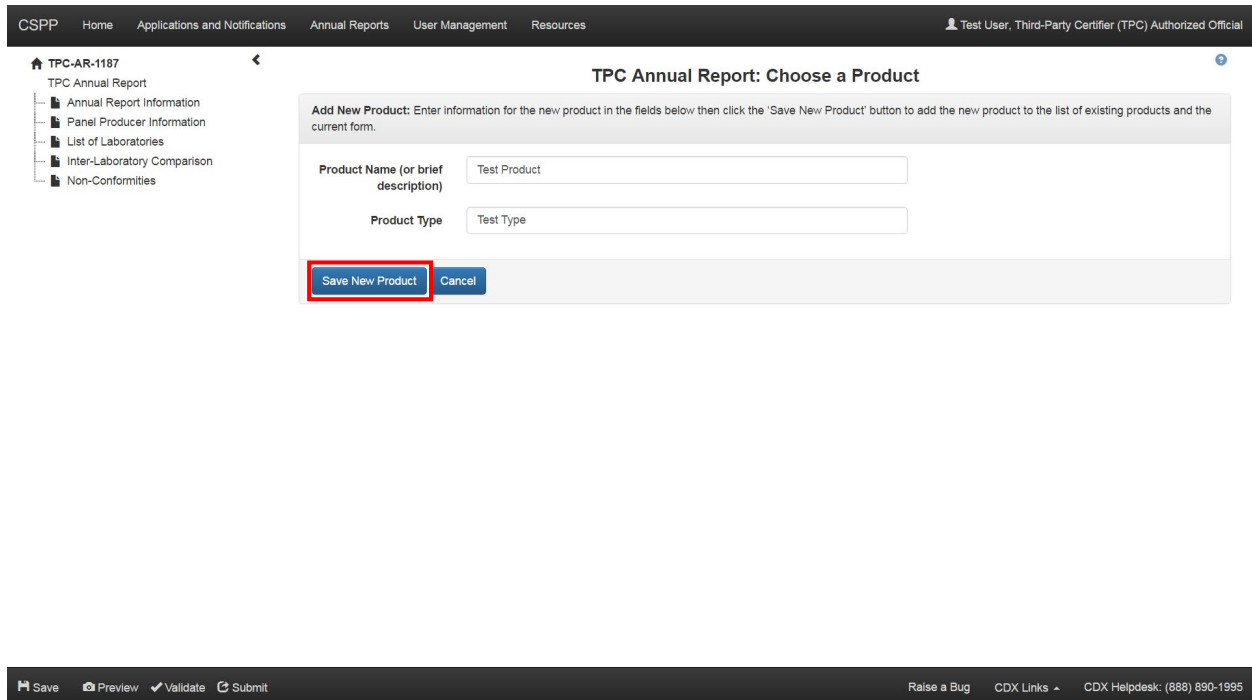 CSPP Home Applications and Notifications Annual Reports User Management Resources Test User, Third-Party Certifier (TPC) Authorized Official
TPC-AR-1187
TPC Annual Report
Annual Report Information
Panel Producer Information
List of Laboratories
Inter-Laboratory Comparison
Non-Conformities
TPC Annual Report: Choose a Product
Add New Product: Enter information for the new product in the fields below then click the 'Save New Product' button to add the new product to the list of existing products and the
current form.
Product Name (or brief
description)
Test Product
Product Type
Test Type
Save New Product Cancel
Save Preview Validate Submit Raise a Bug CDX Links CDX Helpdesk: (888) 890-1995